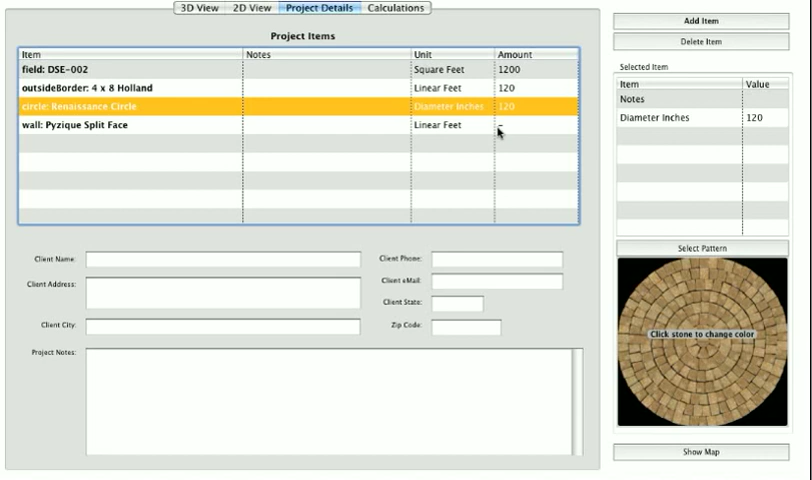 3D View 2D View Project Details Calculations
Project Items
Item Notes Unit Amount
field: DSE-002 Square Feet 1200
outsideBorder: 4 x 8 Holland Linear Feet 120
circle: Renaissance Circle Diameter Inches 120
wall: Pyzique Split Face Linear Feet -
Client Name: Client Phone:
Client Address: Client eMail:
Client State:
Client City: Zip Code:
Project Notes:
Add Item
Delete Item
Selected Item
Item Value
Notes
Diameter Inches 120
Select Pattern
Click stone to change color
Show Map